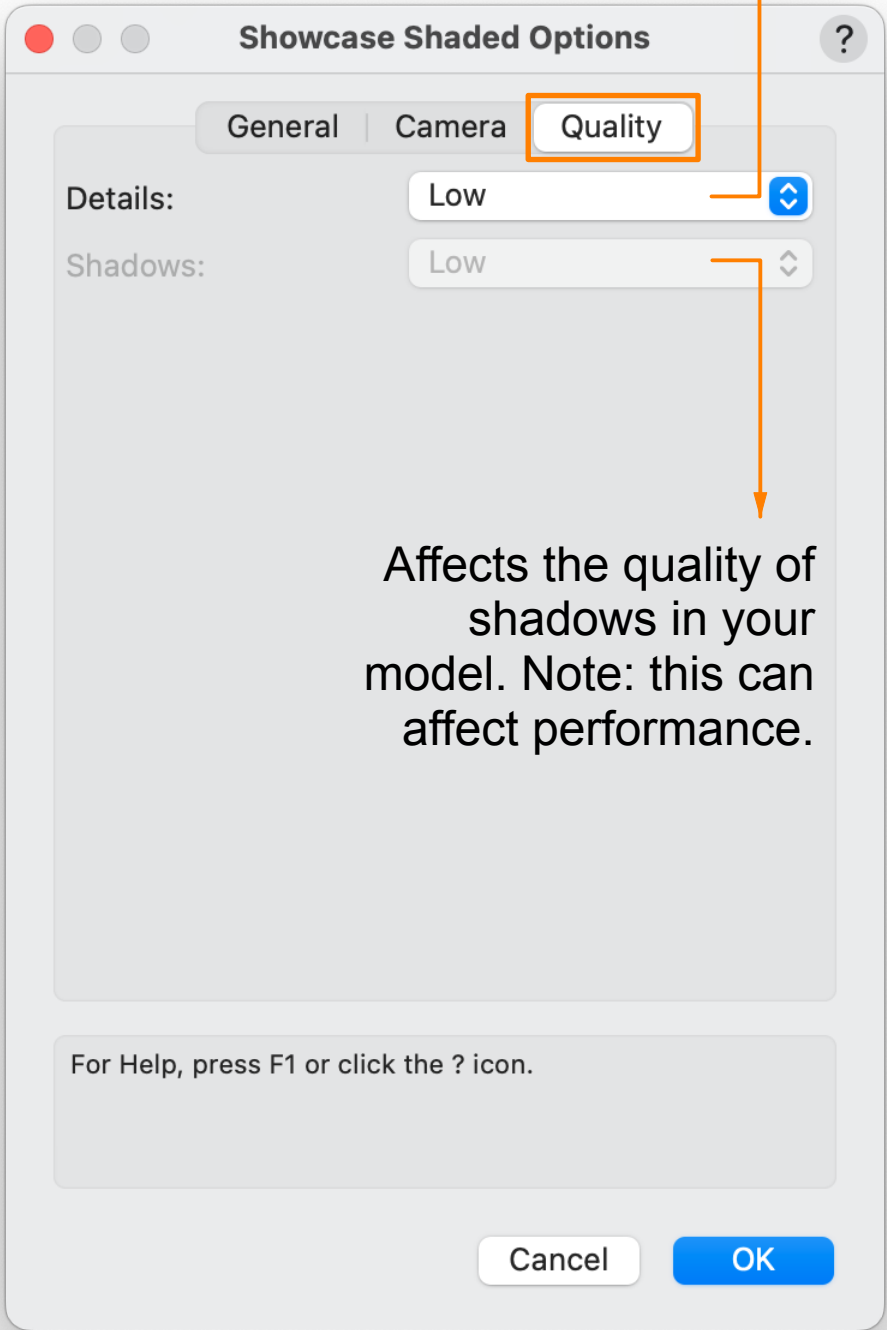 Showcase Shaded Options
?
General Camera Quality
Details: Low
Shadows: Low
Affects the quality of
shadows in your
model. Note: this can
affect performance.
For Help, press F1 or click the ? icon.
Cancel OK